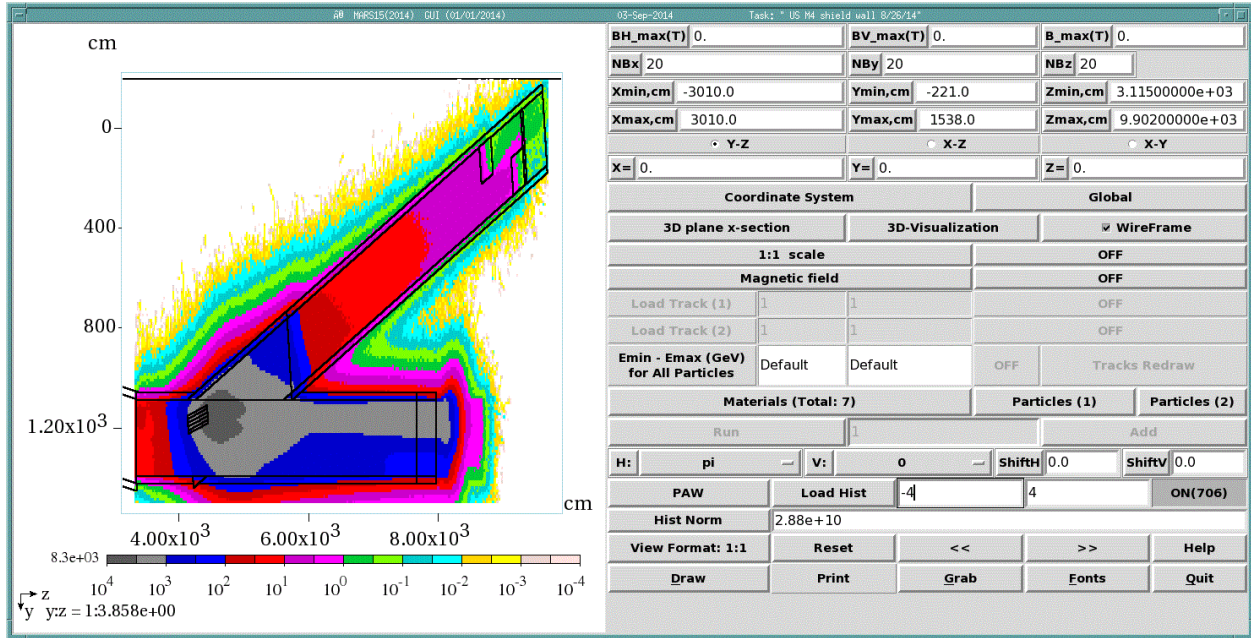 A0 MARS15(2014) GUI (01/01/2014) 03-Sep-2014 Task: " US M4 shield wall 8/26/14"
cm
0
400
800
1.20x10³
cm
4.00x10³ 6.00x10³ 8.00x10³
8.3e+03
10⁴ 10³ 10² 10¹ 10⁰ 10⁻¹ 10⁻² 10⁻³ 10⁻⁴
z
y y:z = 1:3.858e+00
BH_max(T) 0. BV_max(T) 0. B_max(T) 0.
NBx 20 NBy 20 NBz 20
Xmin,cm -3010.0 Ymin,cm -221.0 Zmin,cm 3.11500000e+03
Xmax,cm 3010.0 Ymax,cm 1538.0 Zmax,cm 9.90200000e+03
Y-Z X-Z X-Y
X= 0. Y= 0. Z= 0.
Coordinate System Global
3D plane x-section 3D-Visualization WireFrame
1:1 scale OFF
Magnetic field OFF
Load Track (1) 1 1 OFF
Load Track (2) 1 1 OFF
Emin - Emax (GeV)
for All Particles Default Default OFF Tracks Redraw
Materials (Total: 7) Particles (1) Particles (2)
Run 1 Add
H: pi V: 0 ShiftH 0.0 ShiftV 0.0
PAW Load Hist -4 4 ON(706)
Hist Norm 2.88e+10
View Format: 1:1 Reset << >> Help
Draw Print Grab Fonts Quit